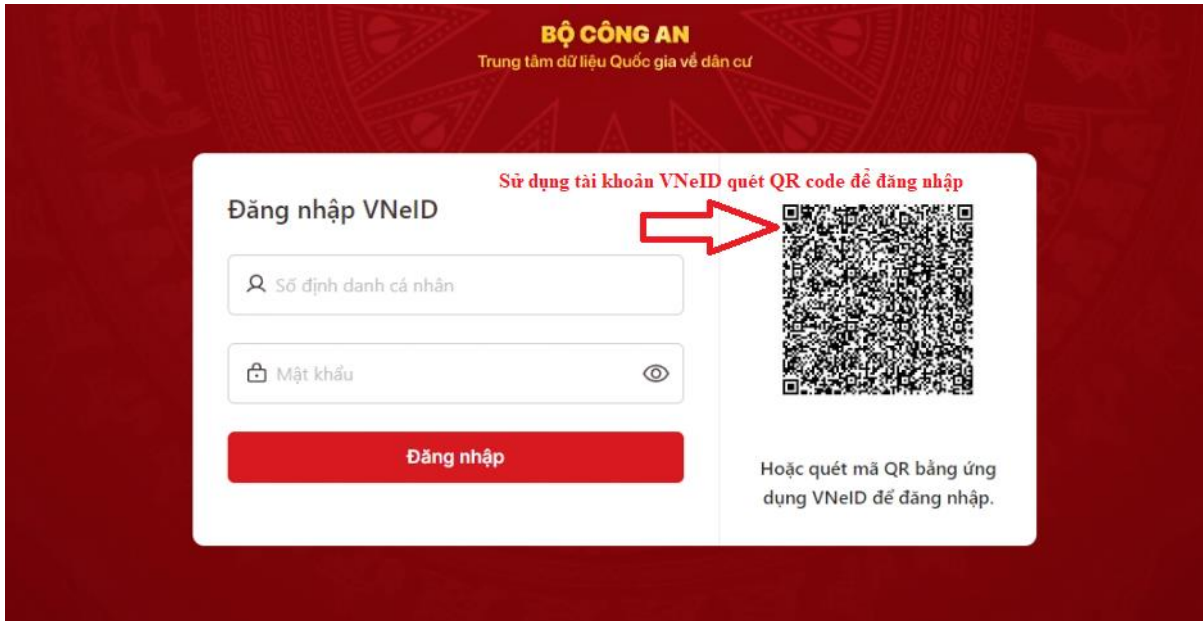 BỘ CÔNG AN
Trung tâm dữ liệu Quốc gia về dân cư
Sử dụng tài khoản VNeID quét QR code để đăng nhập
Đăng nhập VNeID
Số định danh cá nhân
Mật khẩu
Đăng nhập
Hoặc quét mã QR bằng ứng
dụng VNeID để đăng nhập.